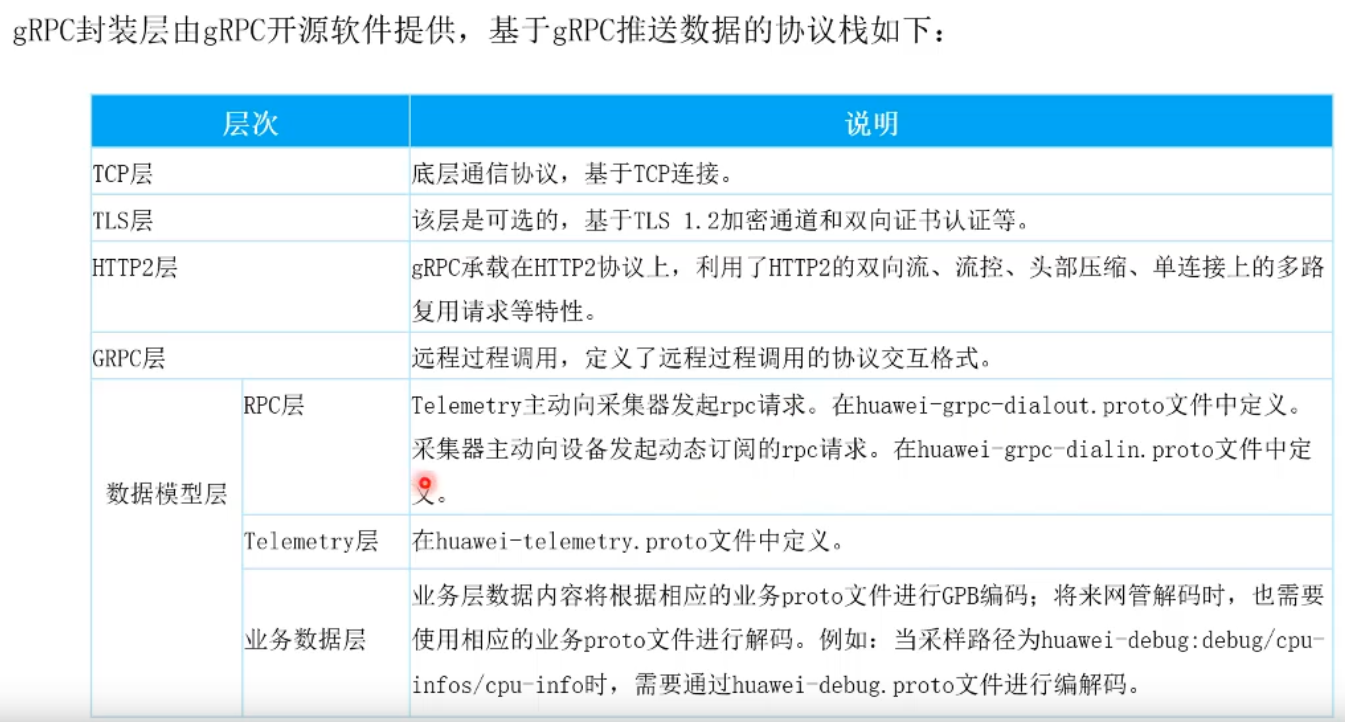 gRPC封装层由gRPC开源软件提供，基于gRPC推送数据的协议栈如下：
层次
说明
TCP层
底层通信协议，基于TCP连接。
TLS层
该层是可选的，基于TLS 1.2加密通道和双向证书认证等。
HTTP2层
gRPC承载在HTTP2协议上，利用了HTTP2的双向流、流控、头部压缩、单连接上的多路
复用请求等特性。
GRPC层
远程过程调用，定义了远程过程调用的协议交互格式。
数据模型层
RPC层
Telemetry主动向采集器发起rpc请求。在huawei-grpc-dialout.proto文件中定义。
采集器主动向设备发起动态订阅的rpc请求。在huawei-grpc-dialin.proto文件中定
义。
Telemetry层
在huawei-telemetry.proto文件中定义。
业务数据层
业务层数据内容将根据相应的业务proto文件进行GPB编码；将来网管解码时，也需要
使用相应的业务proto文件进行解码。例如：当采样路径为huawei-debug:debug/cpu-
infos/cpu-info时，需要通过huawei-debug.proto文件进行编解码。